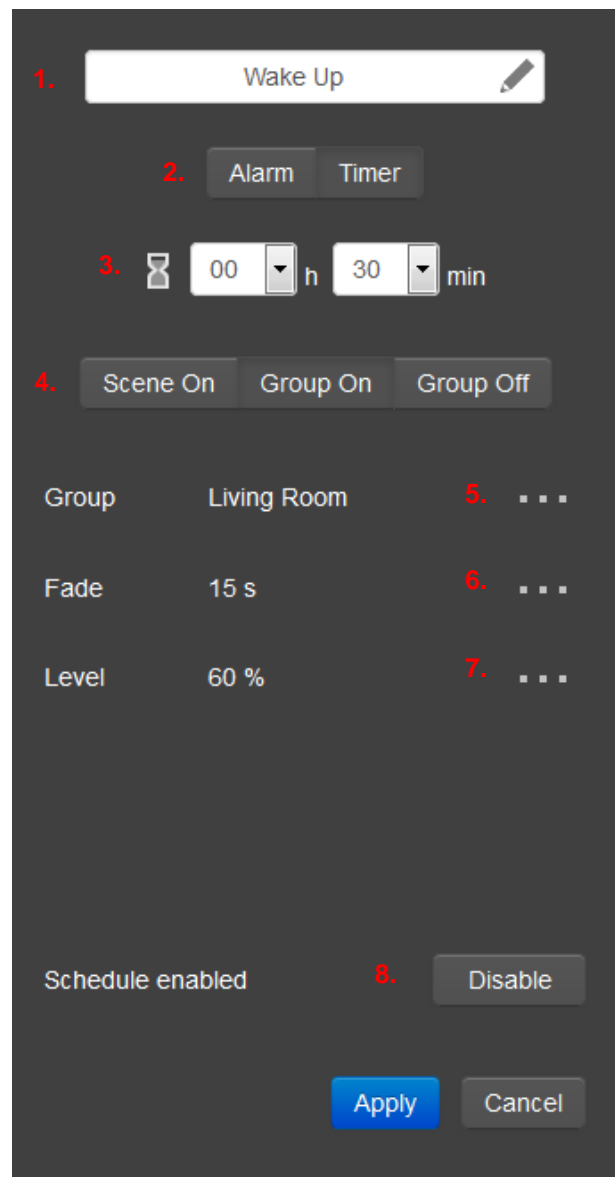 1. Wake Up
2. Alarm Timer
3. 00 h 30 min
4. Scene On Group On Group Off
Group Living Room 5. ...
Fade 15 s 6. ...
Level 60 % 7. ...
Schedule enabled 8. Disable
Apply Cancel